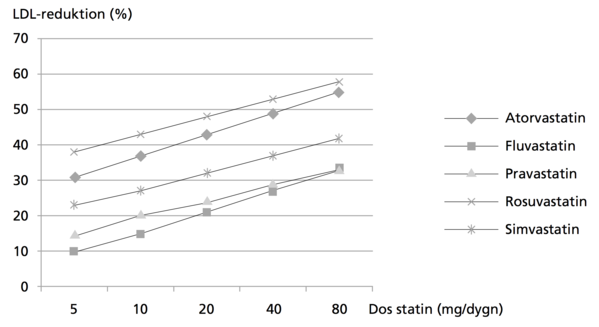 LDL-reduktion (%)
70
60
50
40
30
20
10
0
5 10 20 40 80 Dos statin (mg/dygn)
Atorvastatin
Fluvastatin
Pravastatin
Rosuvastatin
Simvastatin